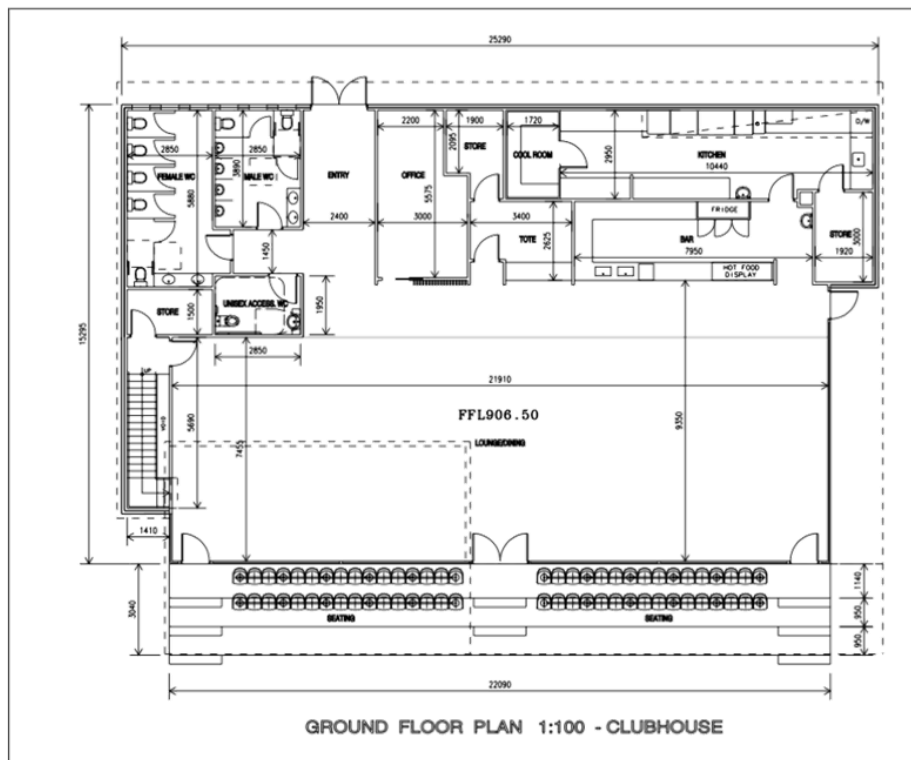 25290
2200
1900
1720
D/W
STORE
2095
COOL ROOM
2950
KITCHEN
10440
2850
2850
FEMALE WC
5880
3890
MALE WC
ENTRY
OFFICE
5575
FRIDGE
2400
3000
3400
TOTE
2625
BAR
7950
STORE
3000
1920
HOT FOOD
DISPLAY
1450
STORE
1500
UNISEX ACCESS. WC
1950
2850
15295
UP
VOID
5690
7455
21910
FFL906.50
LOUNGE/DINING
9350
1410
3040
SEATING
SEATING
1140
950
950
22090
GROUND FLOOR PLAN 1:100 - CLUBHOUSE